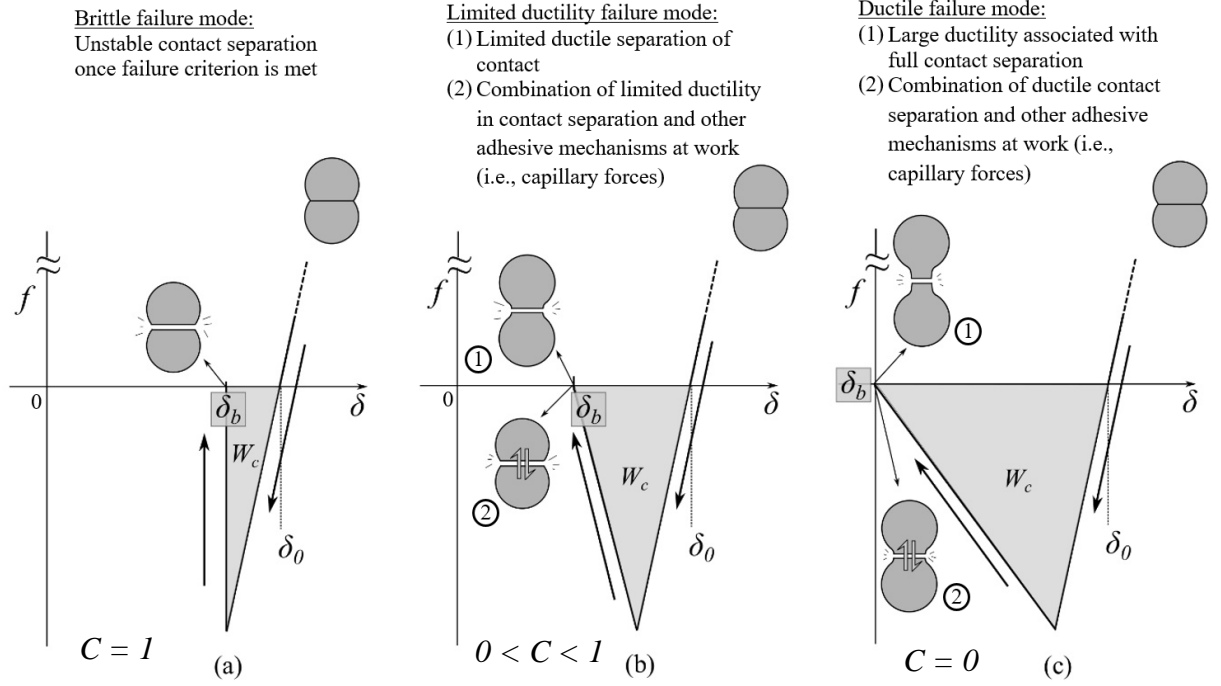 Brittle failure mode:
Unstable contact separation
once failure criterion is met
f
0
δ
δb
Wc
δ0
C = 1
(a)
Limited ductility failure mode:
(1) Limited ductile separation of
contact
(2) Combination of limited ductility
in contact separation and other
adhesive mechanisms at work
(i.e., capillary forces)
f
1
0
δ
δb
2
Wc
δ0
0 < C < 1
(b)
Ductile failure mode:
(1) Large ductility associated with
full contact separation
(2) Combination of ductile contact
separation and other adhesive
mechanisms at work (i.e.,
capillary forces)
f
1
δb
δ
Wc
δ0
2
C = 0
(c)